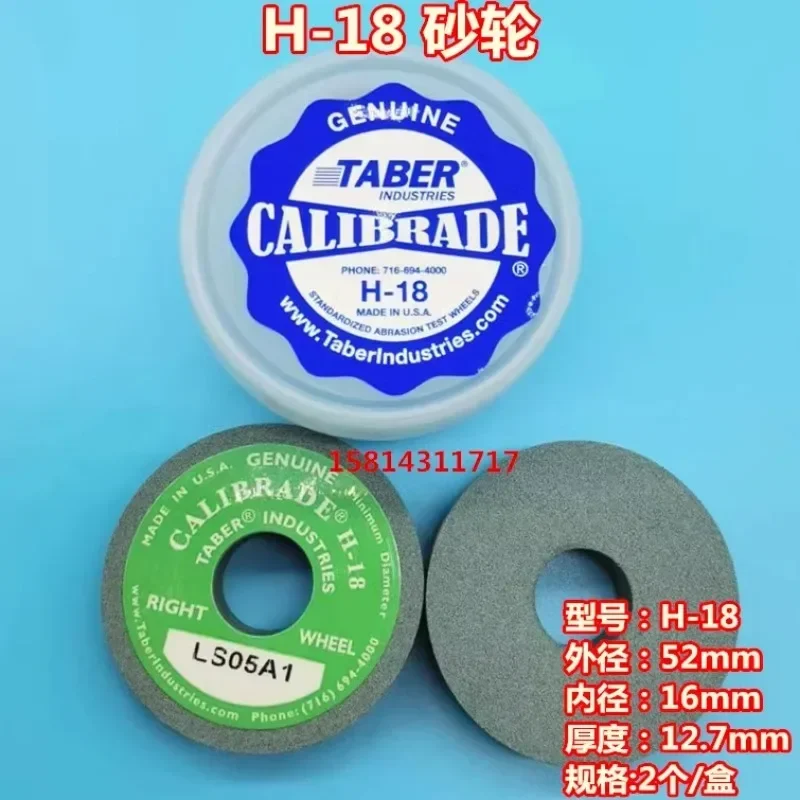 H-18 砂轮
GENUINE
TABER®
INDUSTRIES
CALIBRADE®
PHONE: 716-694-4000
H-18
MADE IN U.S.A.
STANDARDIZED ABRASION TEST WHEELS
www.TaberIndustries.com
15814311717
MADE IN U.S.A. GENUINE Minimum Diameter
CALIBRADE® H-18
TABER® INDUSTRIES
RIGHT WHEEL
LS05A1
www.TaberIndustries.com Phone: (716) 694-4000
型号：H-18
外径：52mm
内径：16mm
厚度：12.7mm
规格:2个/盒